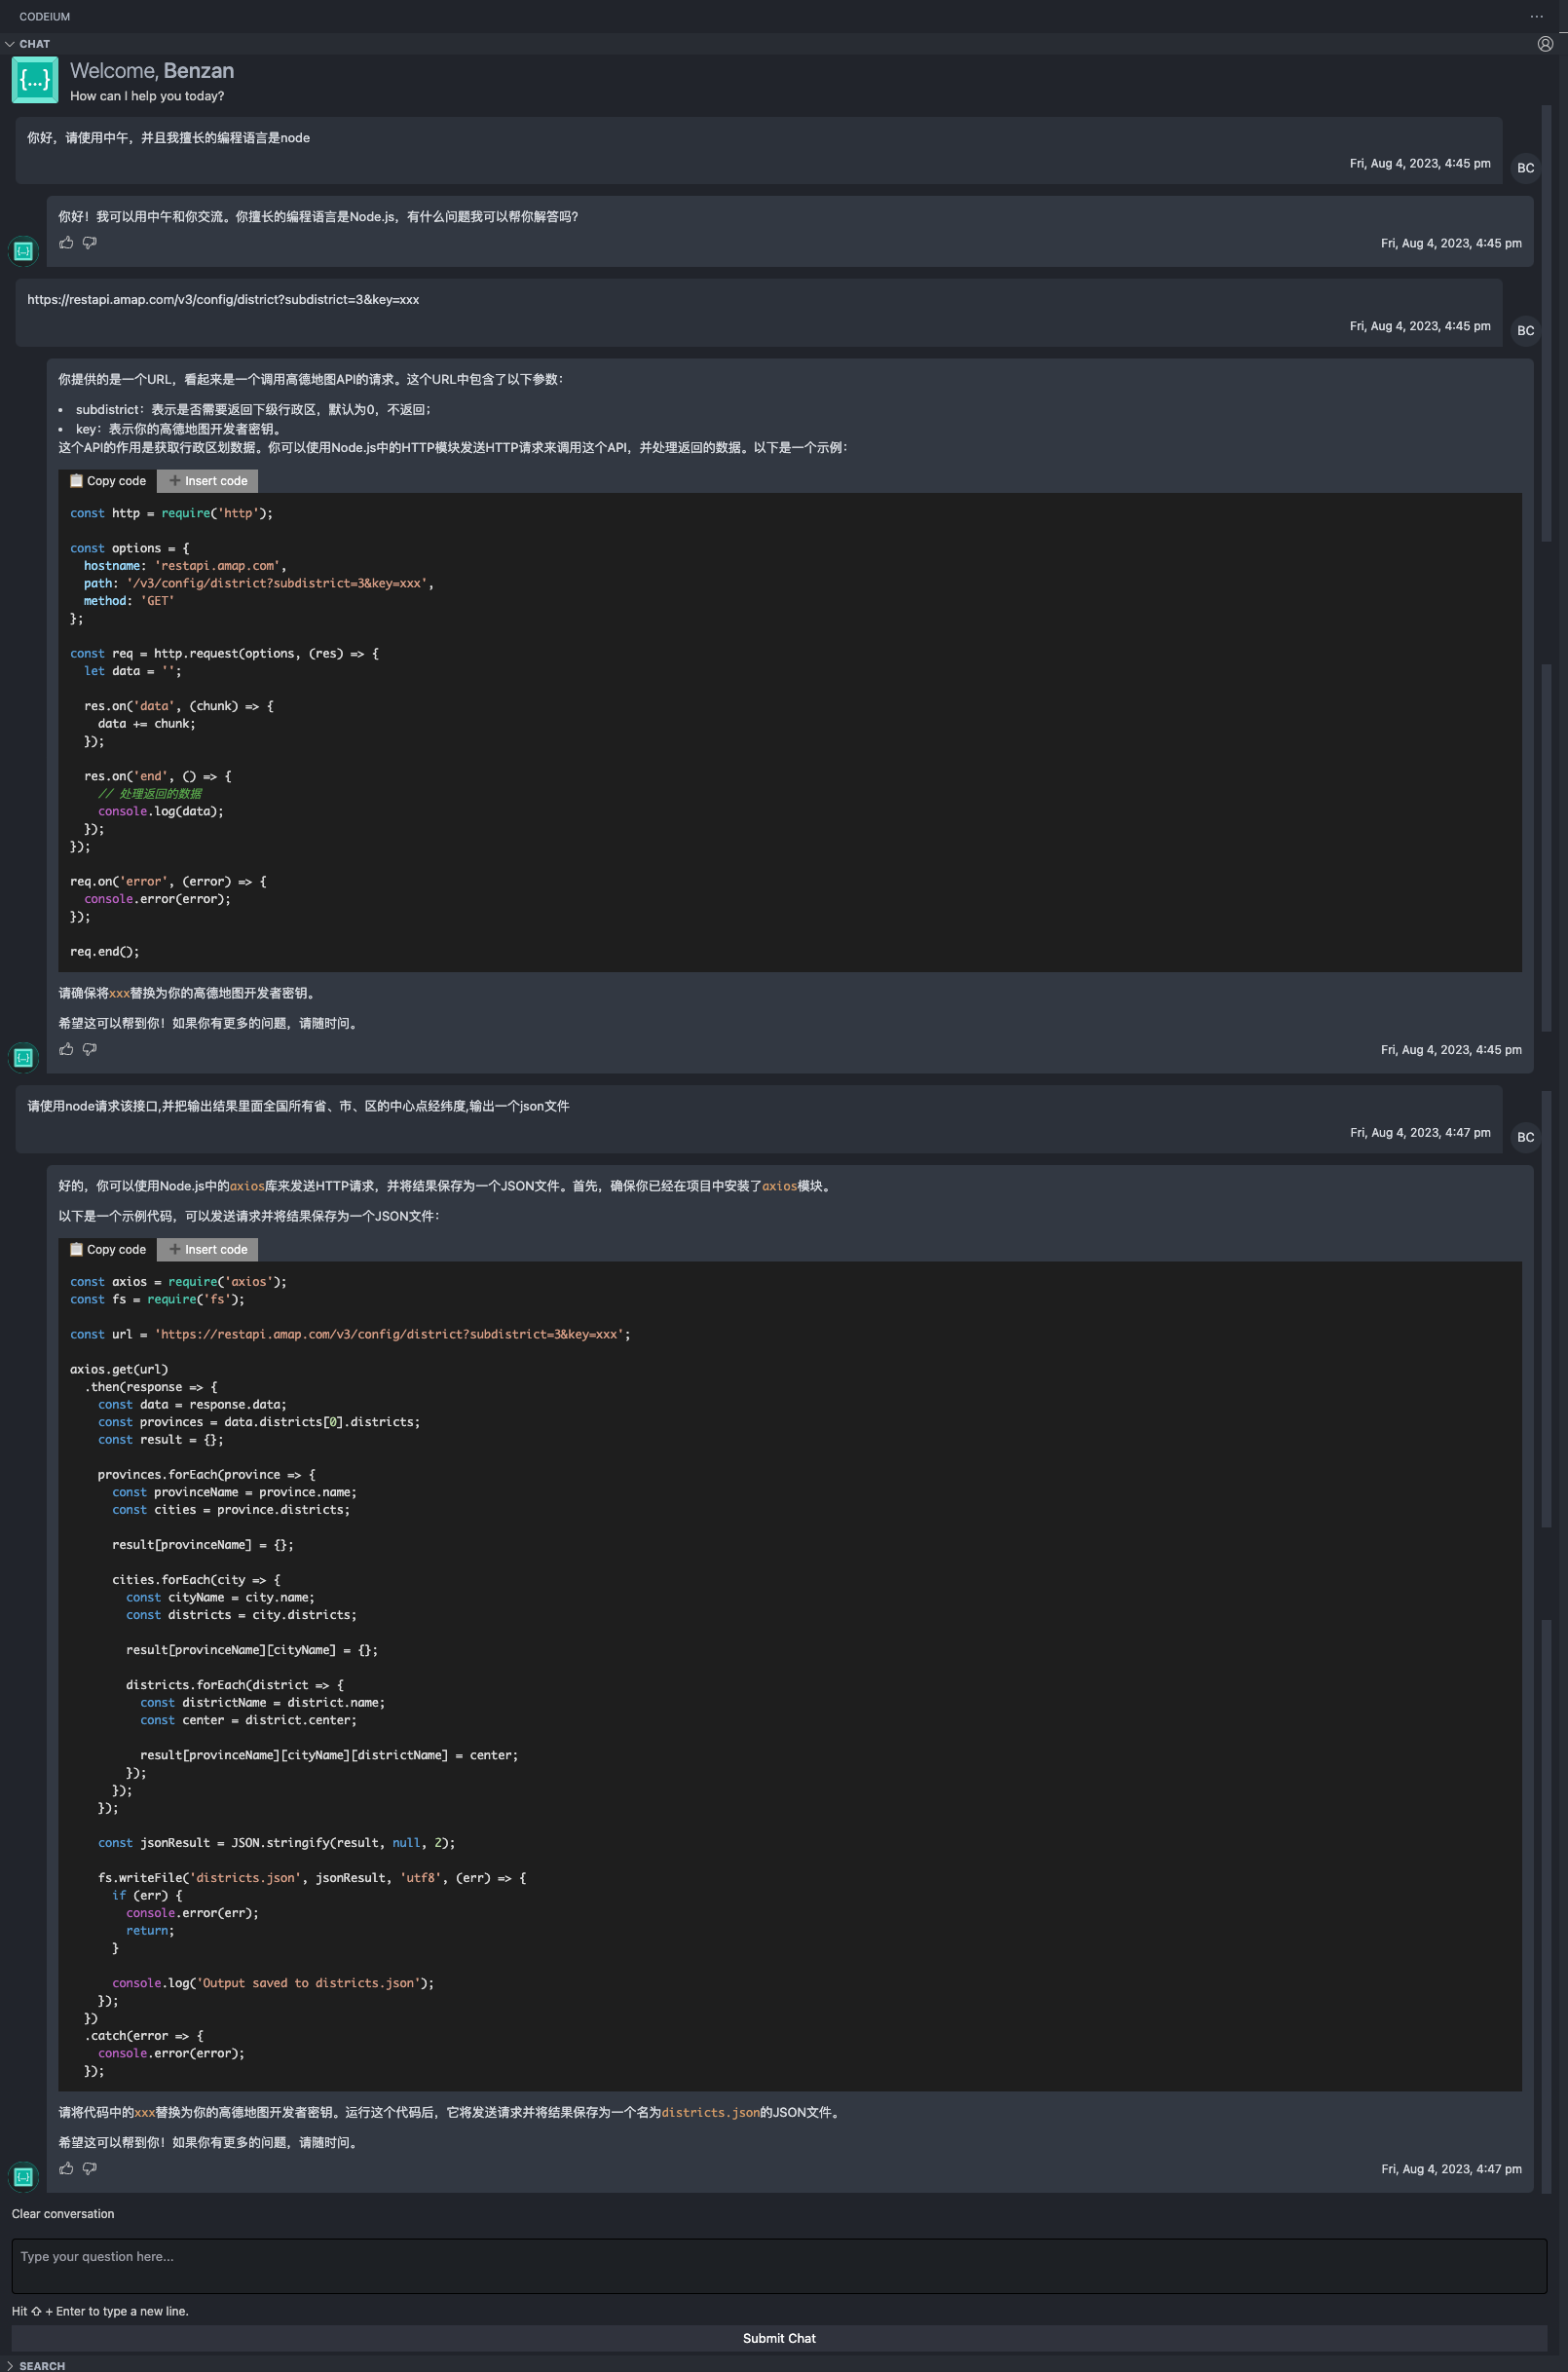 CODEIUM
CHAT
{...}
Welcome, Benzan
How can I help you today?
你好，请使用中午，并且我擅长的编程语言是node
Fri, Aug 4, 2023, 4:45 pm
BC
你好！我可以用中午和你交流。你擅长的编程语言是Node.js，有什么问题我可以帮你解答吗?
{...}
Fri, Aug 4, 2023, 4:45 pm
https://restapi.amap.com/v3/config/district?subdistrict=3&key=xxx
Fri, Aug 4, 2023, 4:45 pm
BC
你提供的是一个URL，看起来是一个调用高德地图API的请求。这个URL中包含了以下参数：
• subdistrict：表示是否需要返回下级行政区，默认为0，不返回；
• key：表示你的高德地图开发者密钥。
这个API的作用是获取行政区划数据。你可以使用Node.js中的HTTP模块发送HTTP请求来调用这个API，并处理返回的数据。以下是一个示例：
Copy code
Insert code
const http = require('http');
const options = {
  hostname: 'restapi.amap.com',
  path: '/v3/config/district?subdistrict=3&key=xxx',
  method: 'GET'
};
const req = http.request(options, (res) => {
  let data = '';
  res.on('data', (chunk) => {
    data += chunk;
  });
  res.on('end', () => {
    // 处理返回的数据
    console.log(data);
  });
});
req.on('error', (error) => {
  console.error(error);
});
req.end();
请确保将xxx替换为你的高德地图开发者密钥。
希望这可以帮到你！如果你有更多的问题，请随时问。
{...}
Fri, Aug 4, 2023, 4:45 pm
请使用node请求该接口,并把输出结果里面全国所有省、市、区的中心点经纬度,输出一个json文件
Fri, Aug 4, 2023, 4:47 pm
BC
好的，你可以使用Node.js中的axios库来发送HTTP请求，并将结果保存为一个JSON文件。首先，确保你已经在项目中安装了axios模块。
以下是一个示例代码，可以发送请求并将结果保存为一个JSON文件：
Copy code
Insert code
const axios = require('axios');
const fs = require('fs');
const url = 'https://restapi.amap.com/v3/config/district?subdistrict=3&key=xxx';
axios.get(url)
  .then(response => {
    const data = response.data;
    const provinces = data.districts[0].districts;
    const result = {};
    provinces.forEach(province => {
      const provinceName = province.name;
      const cities = province.districts;
      result[provinceName] = {};
      cities.forEach(city => {
        const cityName = city.name;
        const districts = city.districts;
        result[provinceName][cityName] = {};
        districts.forEach(district => {
          const districtName = district.name;
          const center = district.center;
          result[provinceName][cityName][districtName] = center;
        });
      });
    });
    const jsonResult = JSON.stringify(result, null, 2);
    fs.writeFile('districts.json', jsonResult, 'utf8', (err) => {
      if (err) {
        console.error(err);
        return;
      }
      console.log('Output saved to districts.json');
    });
  })
  .catch(error => {
    console.error(error);
  });
请将代码中的xxx替换为你的高德地图开发者密钥。运行这个代码后，它将发送请求并将结果保存为一个名为districts.json的JSON文件。
希望这可以帮到你！如果你有更多的问题，请随时问。
{...}
Fri, Aug 4, 2023, 4:47 pm
Clear conversation
Type your question here...
Hit ⇧ + Enter to type a new line.
Submit Chat
SEARCH